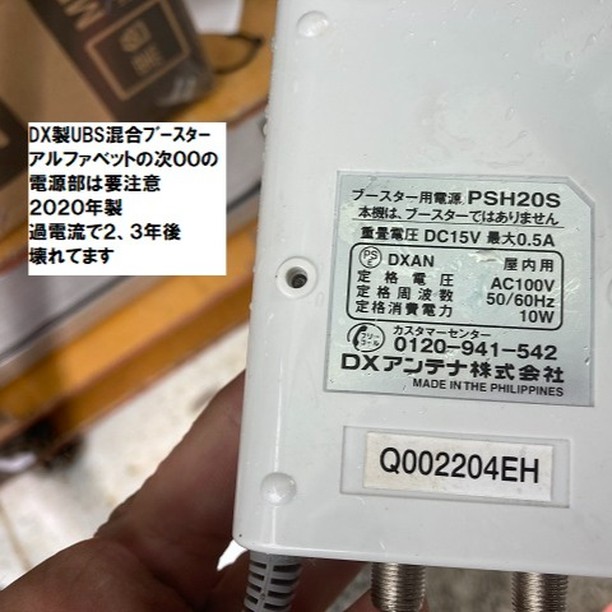 DX製UBS混合ブースター
アルファベットの次00の
電源部は要注意
2020年製
過電流で2、3年後
壊れてます
ブースター用電源 PSH20S
本機は、ブースターではありません
重畳電圧 DC15V 最大0.5A
PS E DXAN 屋内用
定格電圧 AC100V
定格周波数 50/60Hz
定格消費電力 10W
フリーコール カスタマーセンター
0120-941-542
DXアンテナ株式会社
MADE IN THE PHILIPPINES
Q002204EH